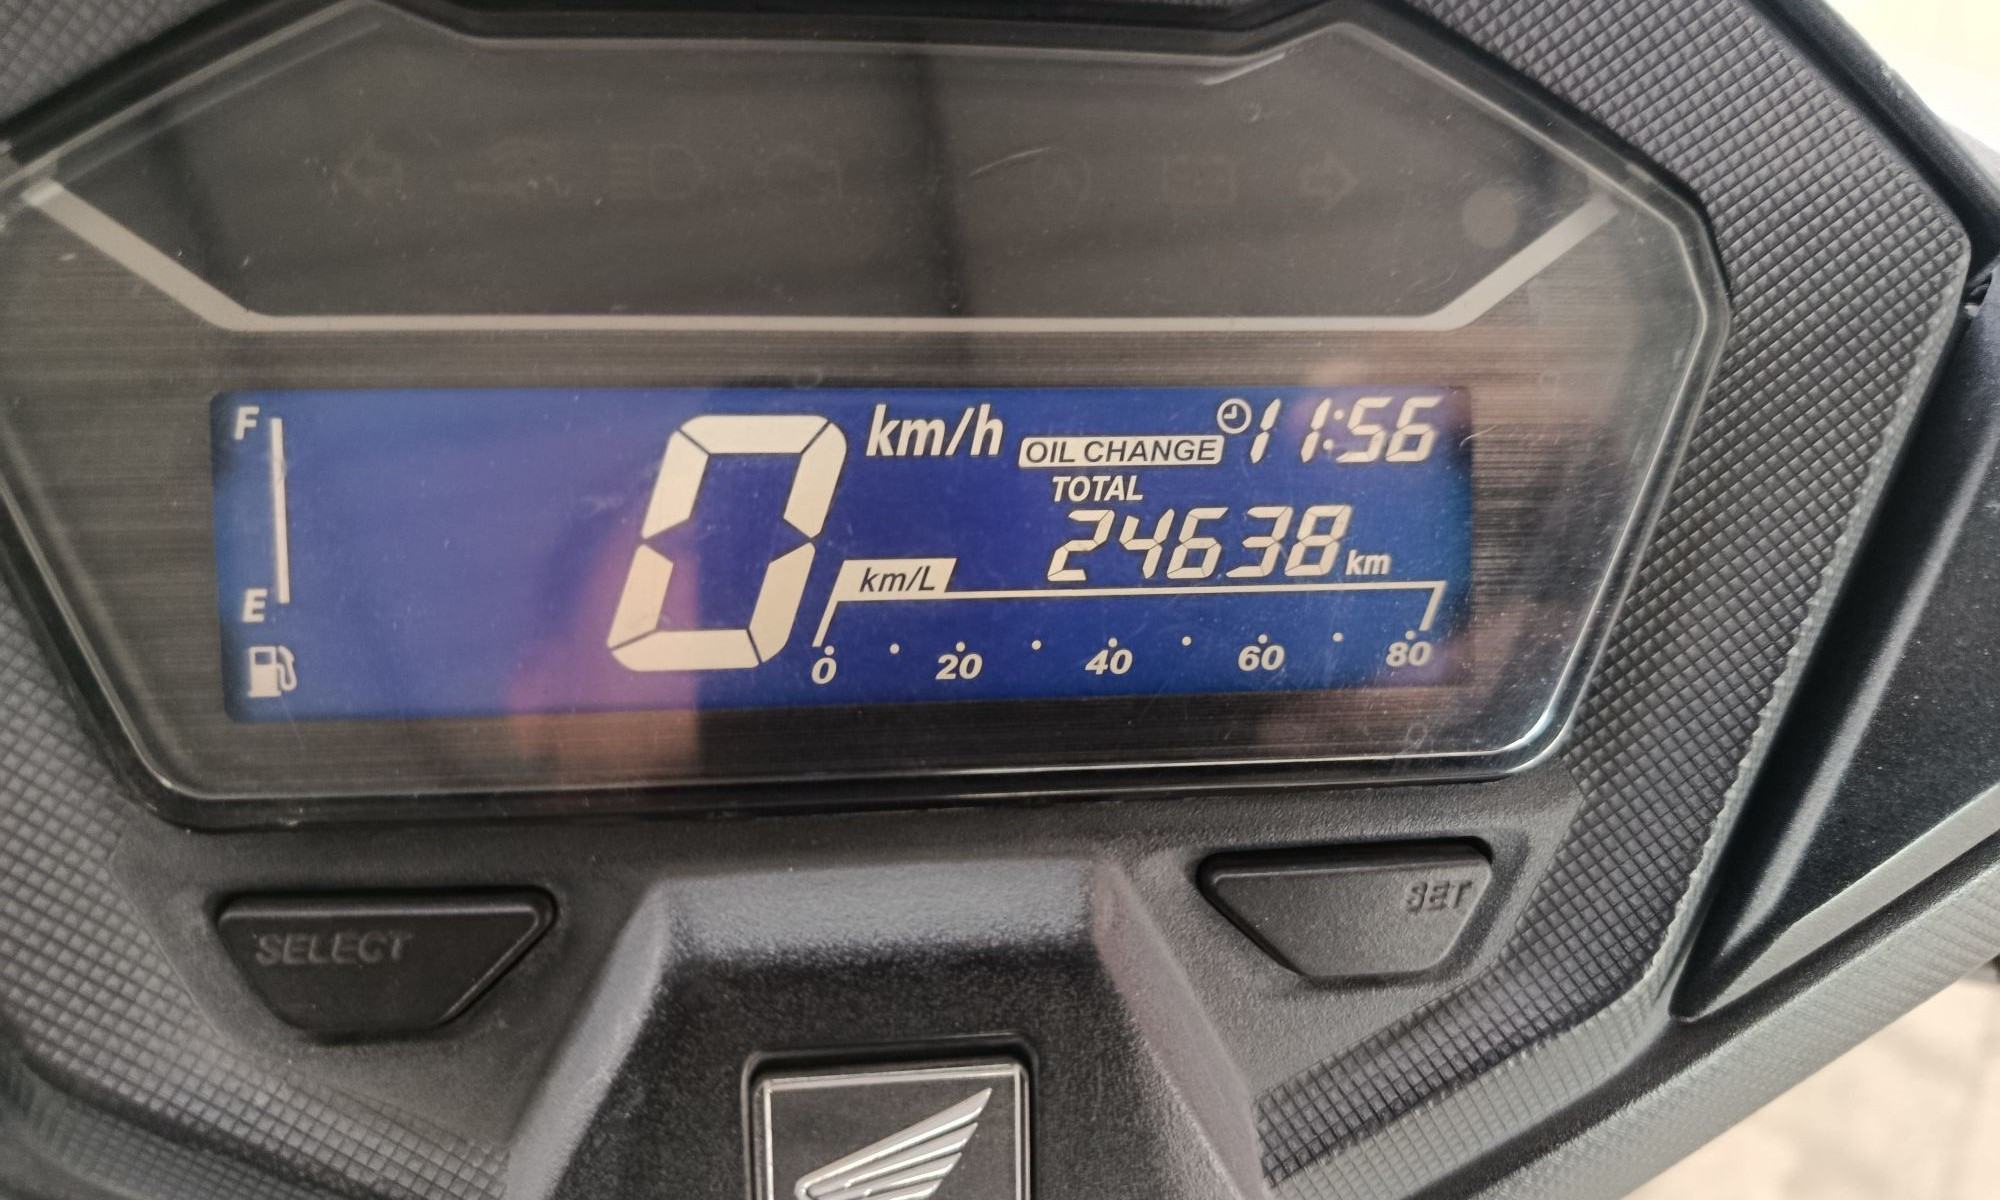 F
km/h
OIL CHANGE
11:56
TOTAL
24638 km
0
E
km/L
0 20 40 60 80
SELECT
SET